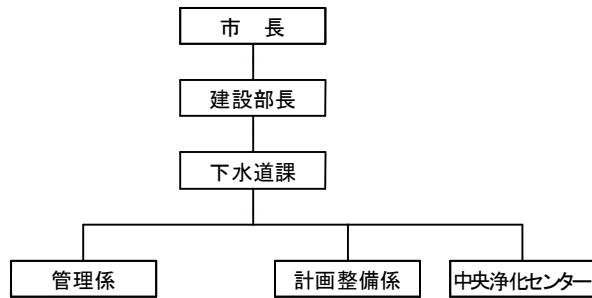 市　長
建設部長
下水道課
管理係
計画整備係
中央浄化センター